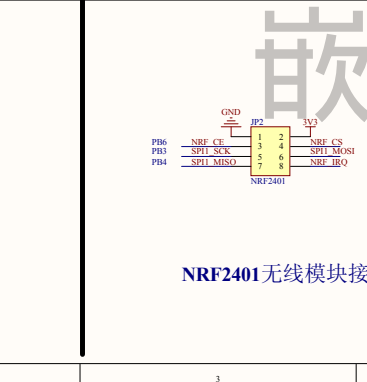 嵌
GND
JP2
3V3
1 2
PB6 NRF_CE 3 4 NRF_CS
PB3 SPI1_SCK 5 6 SPI1_MOSI
PB4 SPI1_MISO 7 8 NRF_IRQ
NRF2401
NRF2401无线模块接
3